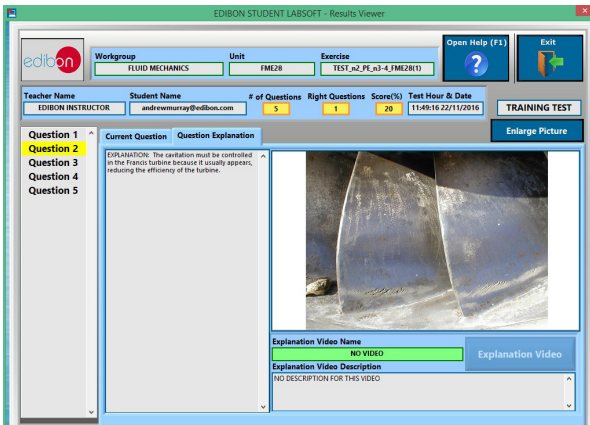 EDIBON STUDENT LABSOFT - Results Viewer
edibon
Workgroup
FLUID MECHANICS
Unit
FME28
Exercise
TEST_n2_PE_n3-4_FME28(1)
Open Help (F1)
?
Exit
Teacher Name
EDIBON INSTRUCTOR
Student Name
andrewmurray@edibon.com
# of Questions
5
Right Questions
1
Score(%)
20
Test Hour & Date
11:49:16 22/11/2016
TRAINING TEST
Question 1
Question 2
Question 3
Question 4
Question 5
Current Question
Question Explanation
Enlarge Picture
EXPLANATION: The cavitation must be controlled
in the Francis turbine because it usually appears,
reducing the efficiency of the turbine.
Explanation Video Name
NO VIDEO
Explanation Video
Explanation Video Description
NO DESCRIPTION FOR THIS VIDEO